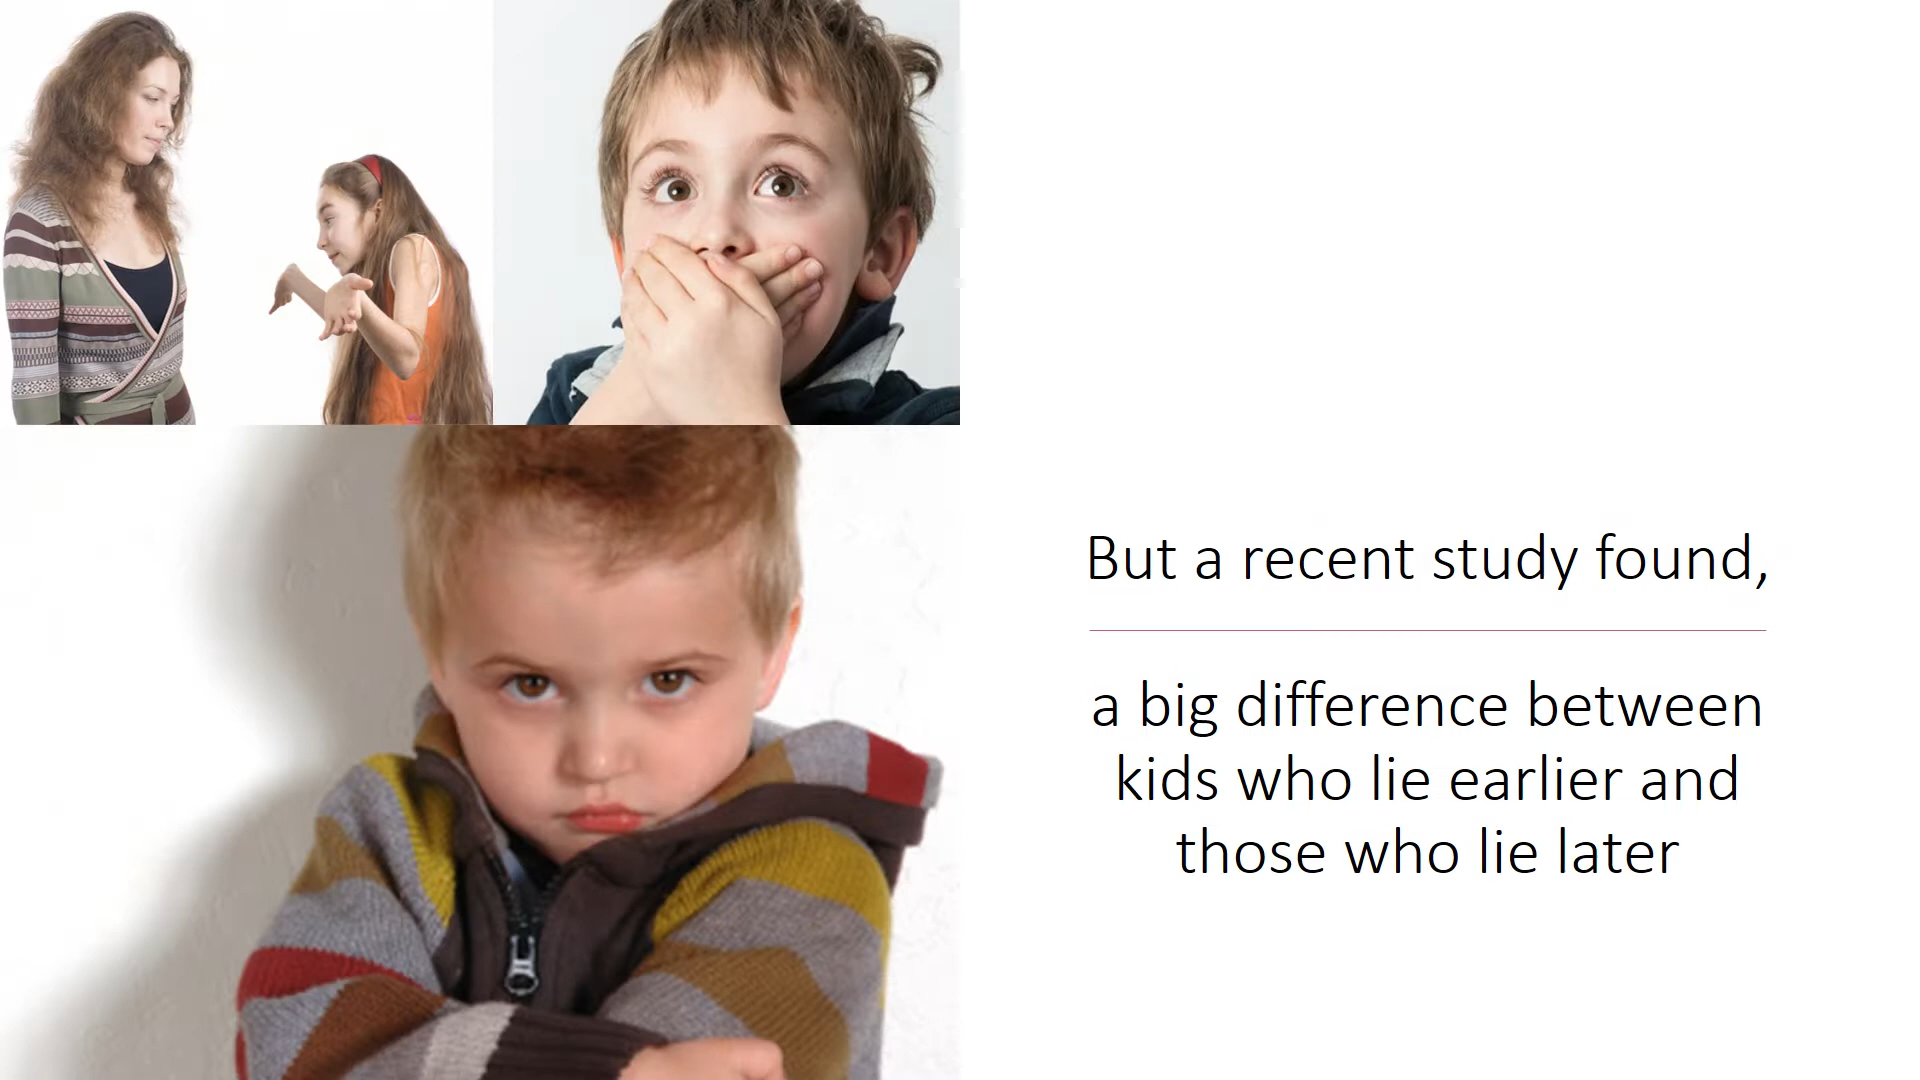 But a recent study found,
a big difference between
kids who lie earlier and
those who lie later